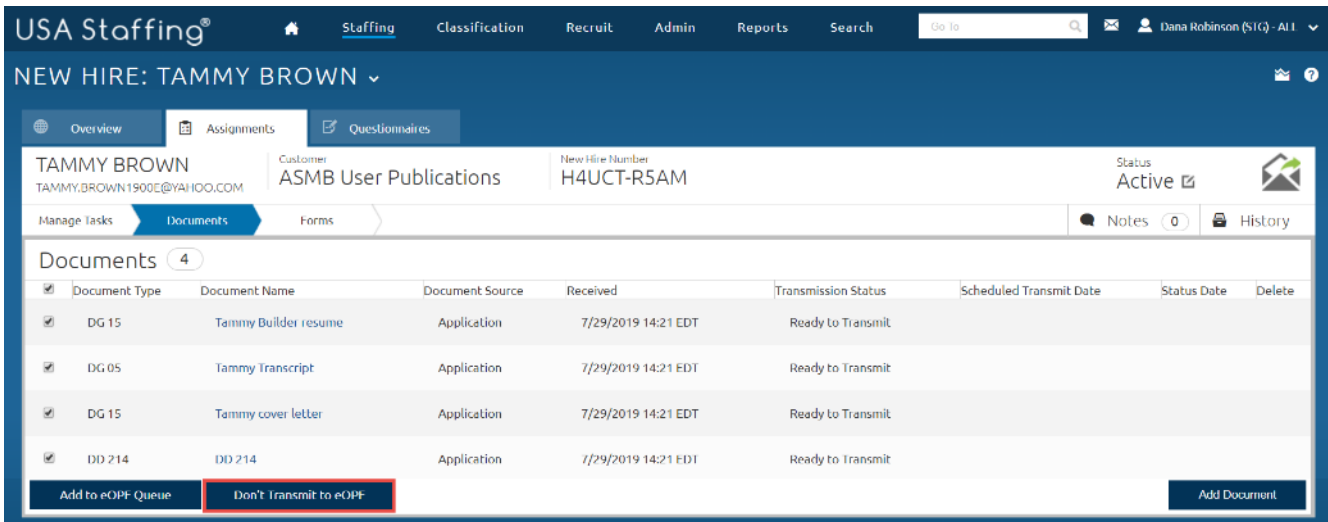 USA Staffing® Staffing Classification Recruit Admin Reports Search Go To Dana Robinson (STG) - ALL
NEW HIRE: TAMMY BROWN
Overview Assignments Questionnaires
TAMMY BROWN Customer New Hire Number Status
TAMMY.BROWN1900E@YAHOO.COM ASMB User Publications H4UCT-R5AM Active
Manage Tasks Documents Forms Notes 0 History
Documents 4
Document Type Document Name Document Source Received Transmission Status Scheduled Transmit Date Status Date Delete
DG 15 Tammy Builder resume Application 7/29/2019 14:21 EDT Ready to Transmit
DG 05 Tammy Transcript Application 7/29/2019 14:21 EDT Ready to Transmit
DG 15 Tammy cover letter Application 7/29/2019 14:21 EDT Ready to Transmit
DD 214 DD 214 Application 7/29/2019 14:21 EDT Ready to Transmit
Add to eOPF Queue Don't Transmit to eOPF Add Document